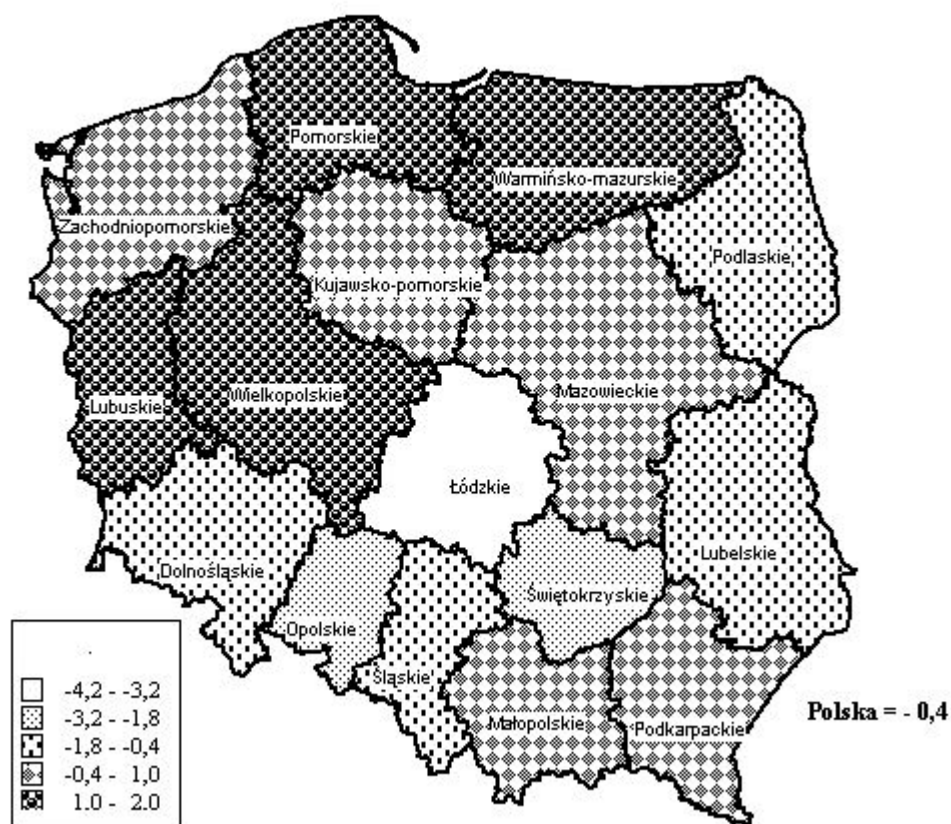 Pomorskie
Warmińsko-mazurskie
Zachodniopomorskie
Podlaskie
Kujawsko-pomorskie
Mazowieckie
Wielkopolskie
Lubuskie
Łódzkie
Lubelskie
Dolnośląskie
Świętokrzyskie
Opolskie
Śląskie
Małopolskie
Podkarpackie
Polska = - 0,4
-4,2 - -3,2
-3,2 - -1,8
-1,8 - -0,4
-0,4 - 1,0
1.0 - 2.0